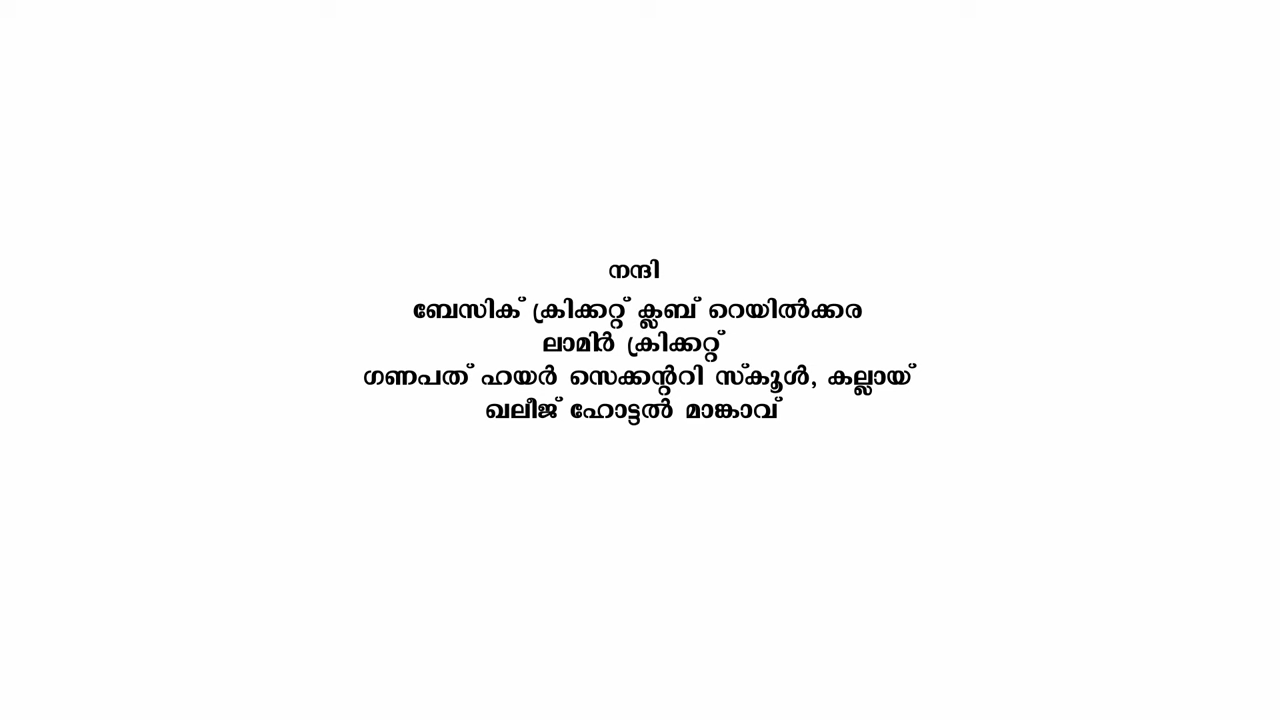 നന്ദി
ബേസിക് ക്രിക്കറ്റ് ക്ലബ് റെയിൽക്കര
ലാമിർ ക്രിക്കറ്റ്
ഗണപത് ഹയർ സെക്കന്ററി സ്കൂൾ, കല്ലായ്
ഖലീജ് ഹോട്ടൽ മാങ്കാവ്